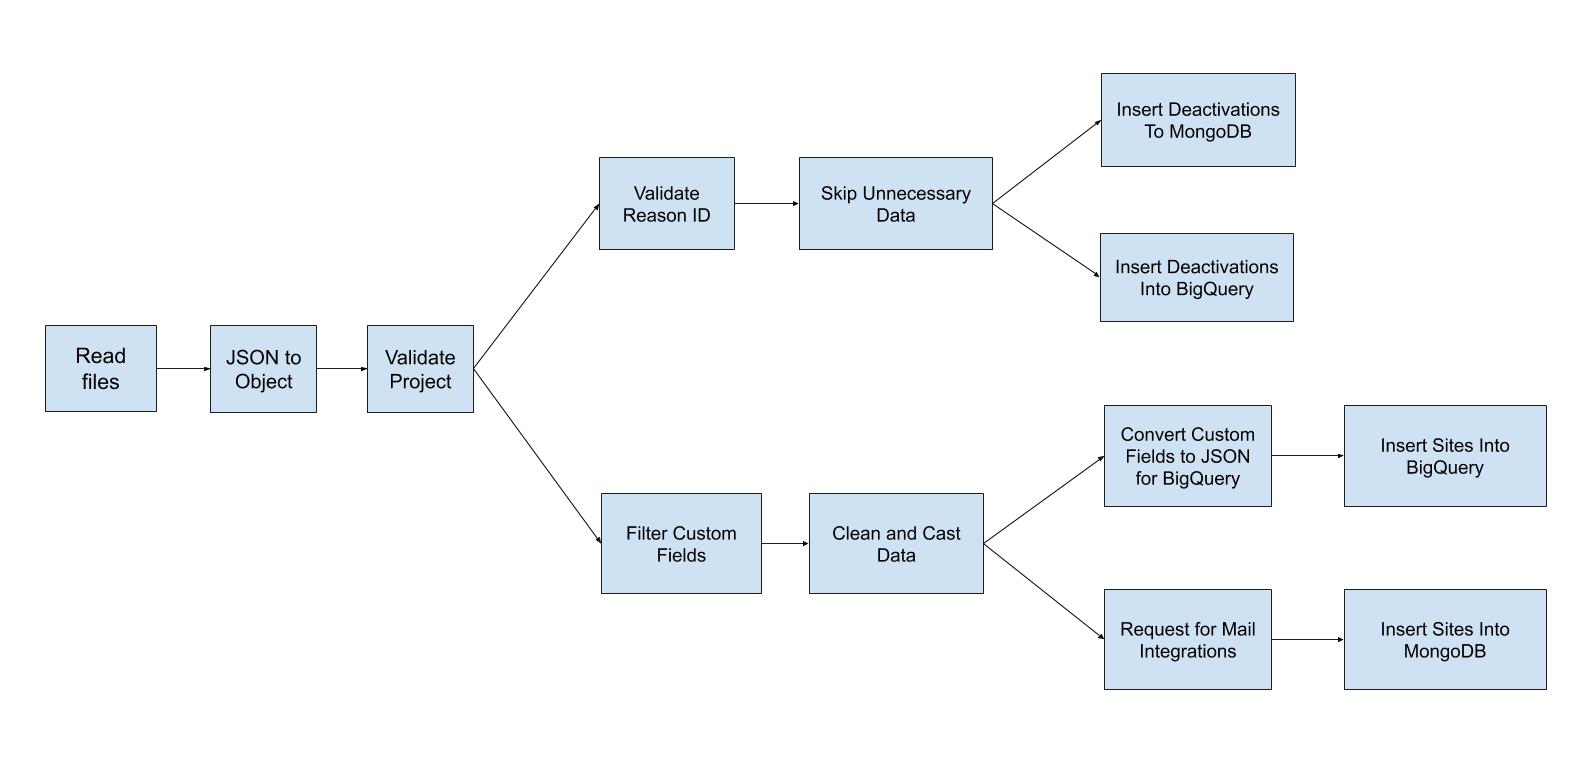 Read
files
JSON to
Object
Validate
Project
Validate
Reason ID
Skip Unnecessary
Data
Insert Deactivations
To MongoDB
Insert Deactivations
Into BigQuery
Filter Custom
Fields
Clean and Cast
Data
Convert Custom
Fields to JSON
for BigQuery
Insert Sites Into
BigQuery
Request for Mail
Integrations
Insert Sites Into
MongoDB